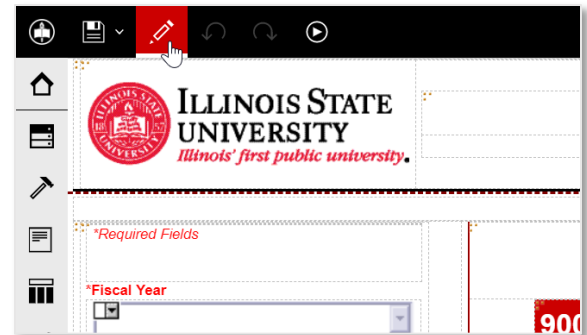 ILLINOIS STATE
UNIVERSITY
Illinois' first public university.
*Required Fields
*Fiscal Year
900